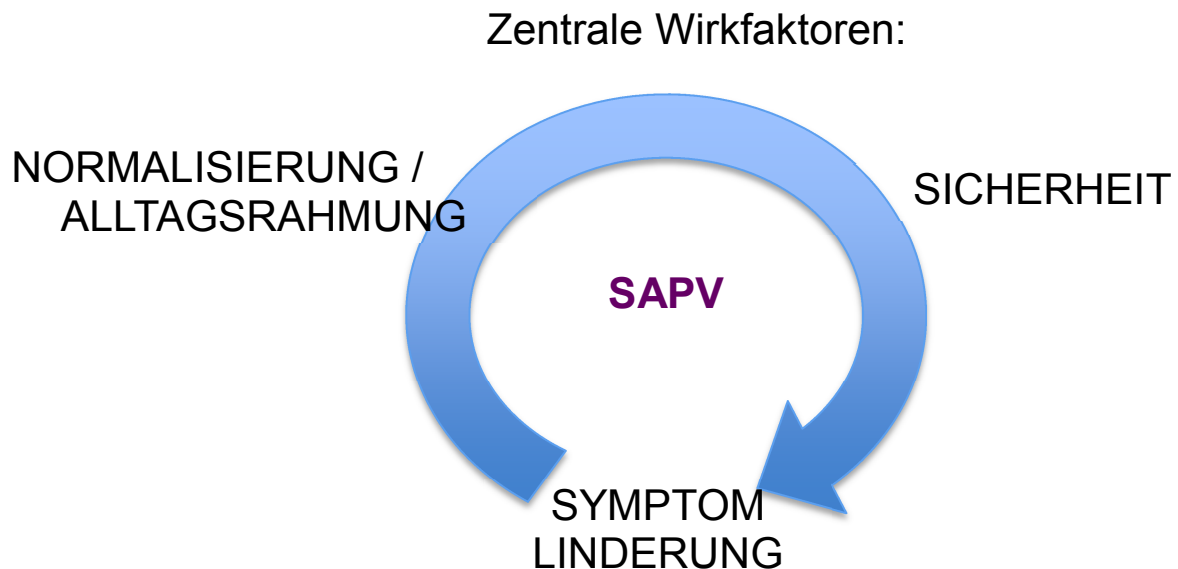 Zentrale Wirkfaktoren:
NORMALISIERUNG /
ALLTAGSRAHMUNG
SICHERHEIT
SAPV
SYMPTOM
LINDERUNG